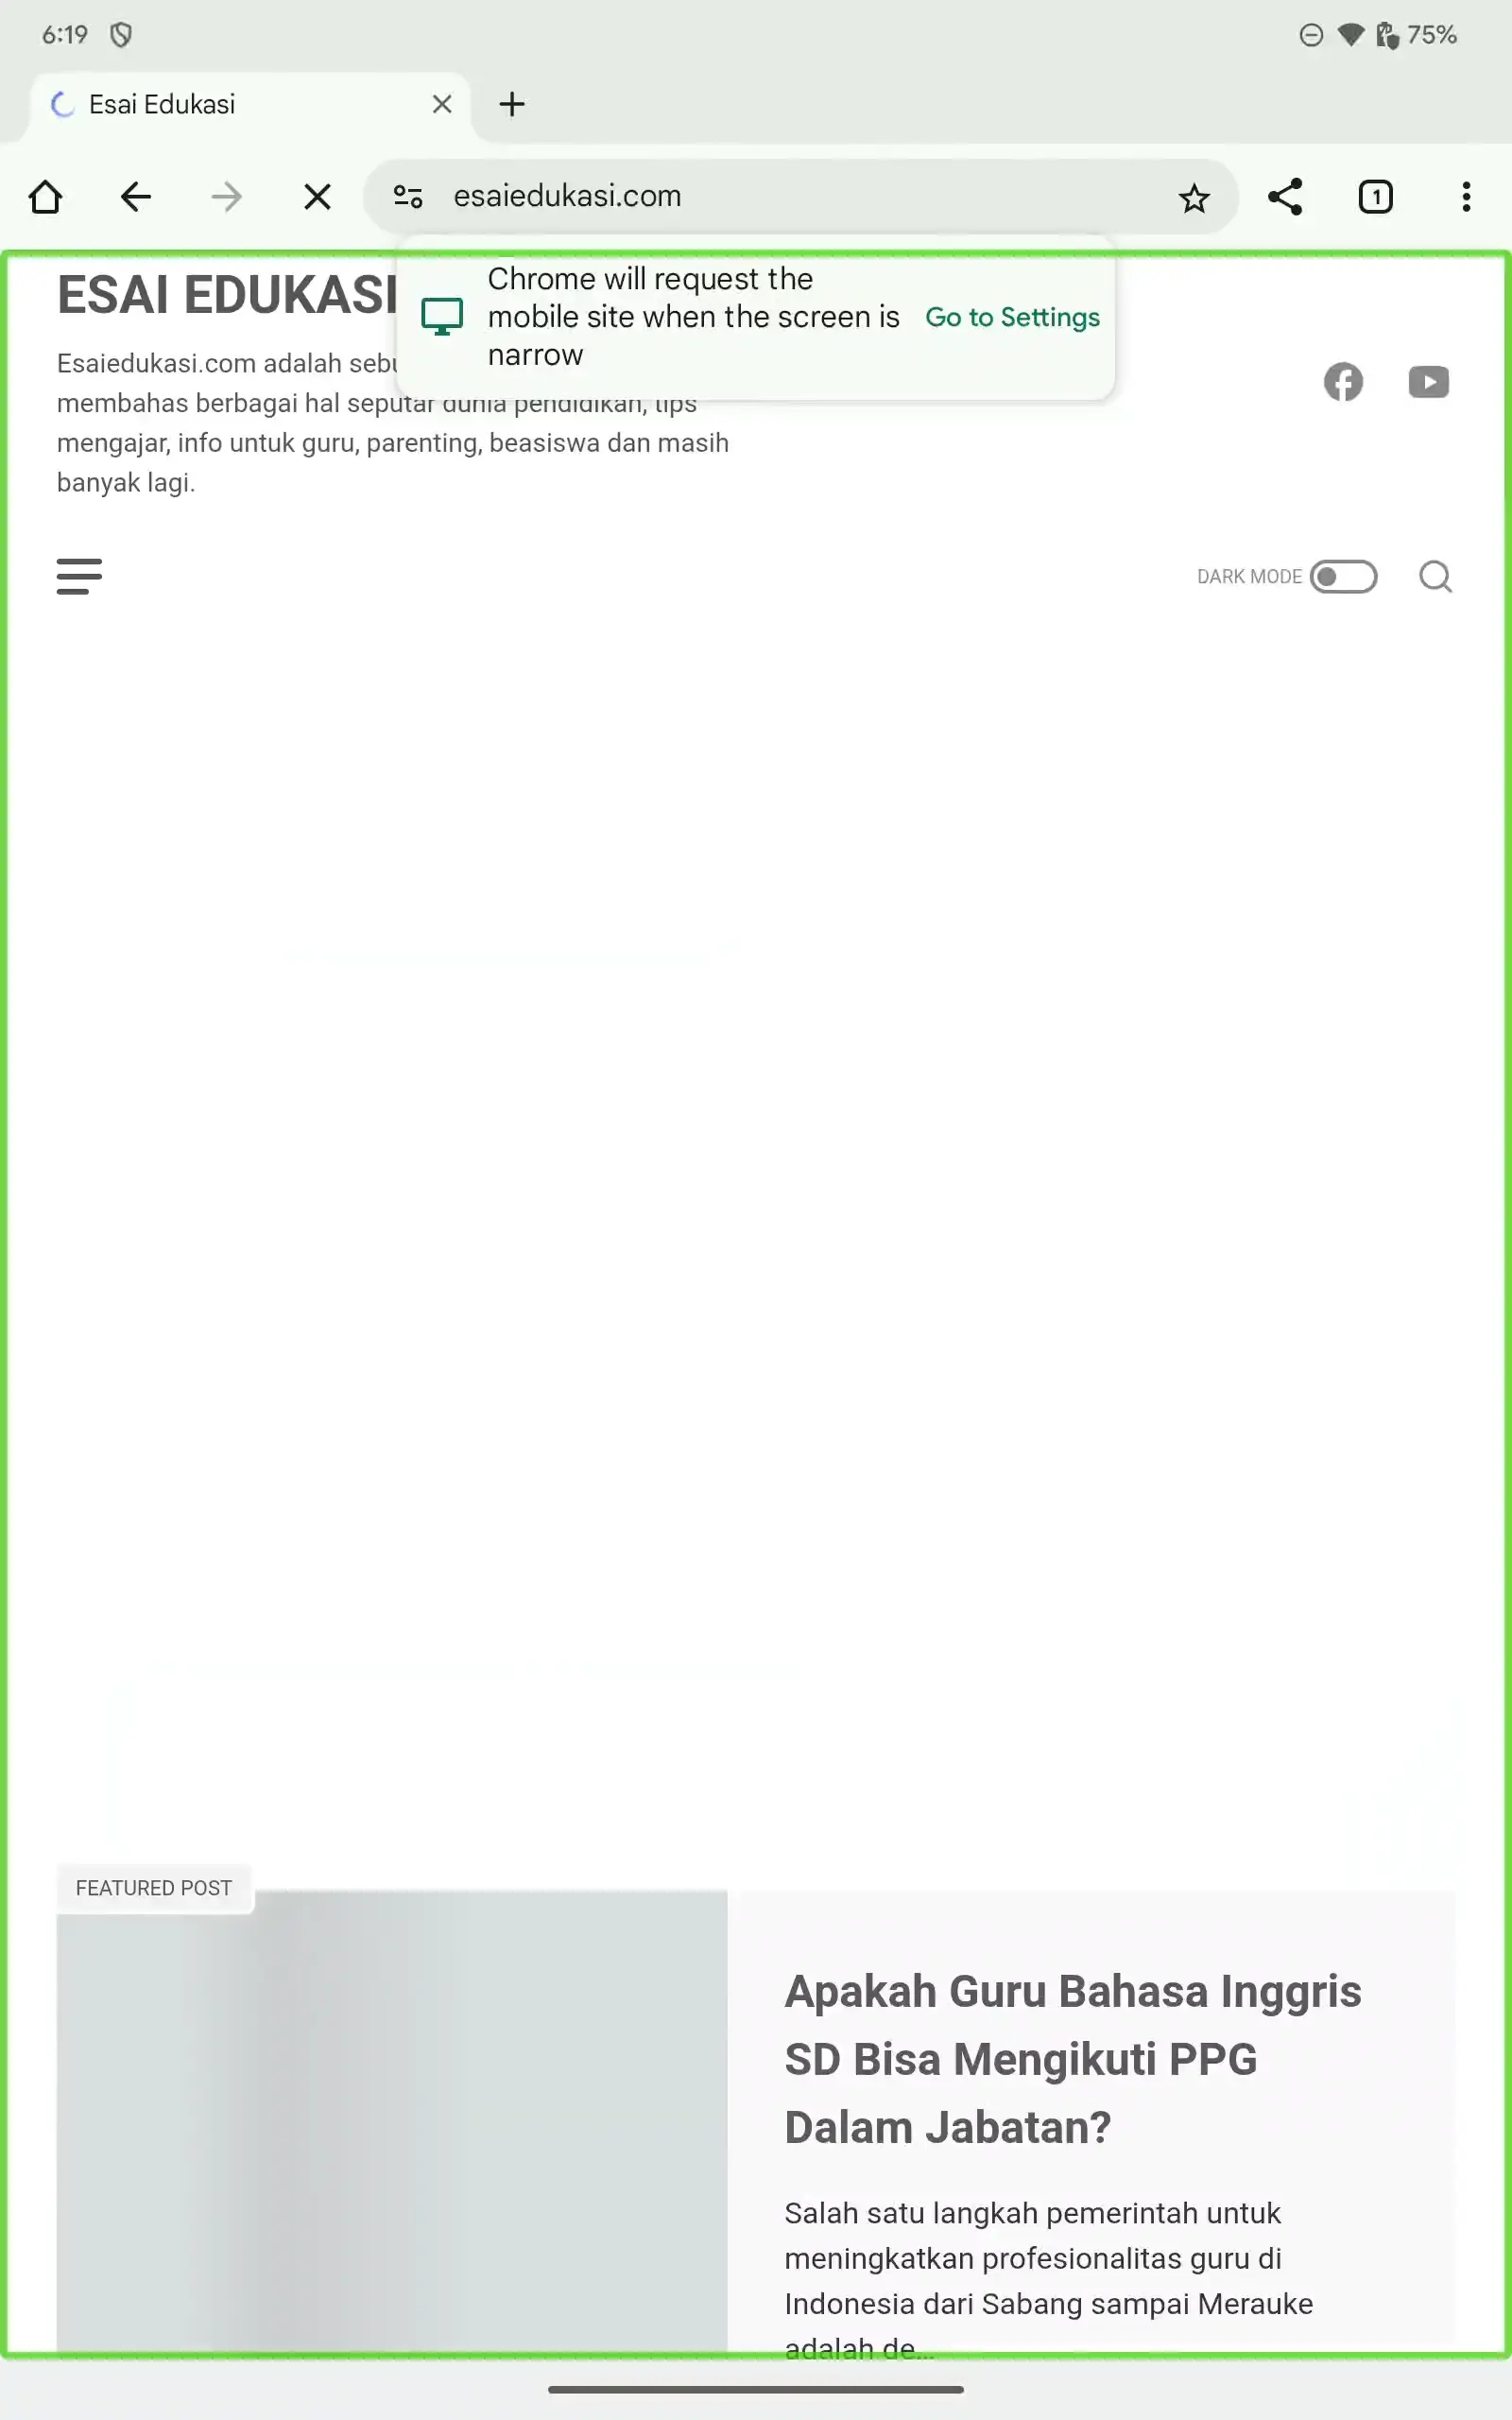 6:19
75%
Esai Edukasi
esaiedukasi.com
1
Chrome will request the
mobile site when the screen is
narrow
Go to Settings
ESAI EDUKASI
Esaiedukasi.com adalah
membahas berbagai hal seputar dunia pendidikan, tips
mengajar, info untuk guru, parenting, beasiswa dan masih
banyak lagi.
DARK MODE
FEATURED POST
Apakah Guru Bahasa Inggris
SD Bisa Mengikuti PPG
Dalam Jabatan?
Salah satu langkah pemerintah untuk
meningkatkan profesionalitas guru di
Indonesia dari Sabang sampai Merauke
adalah de...